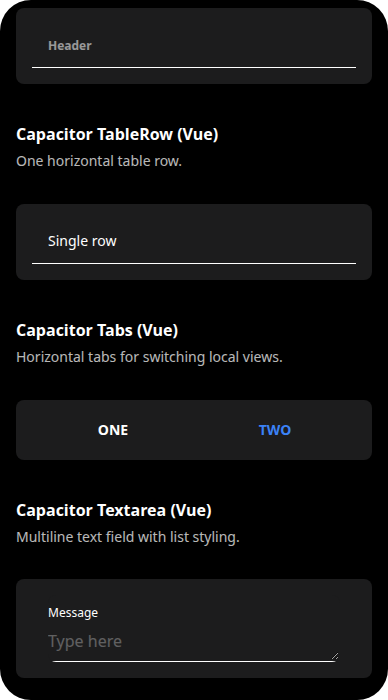 Header
Capacitor TableRow (Vue)
One horizontal table row.
Single row
Capacitor Tabs (Vue)
Horizontal tabs for switching local views.
ONE
TWO
Capacitor Textarea (Vue)
Multiline text field with list styling.
Message
Type here